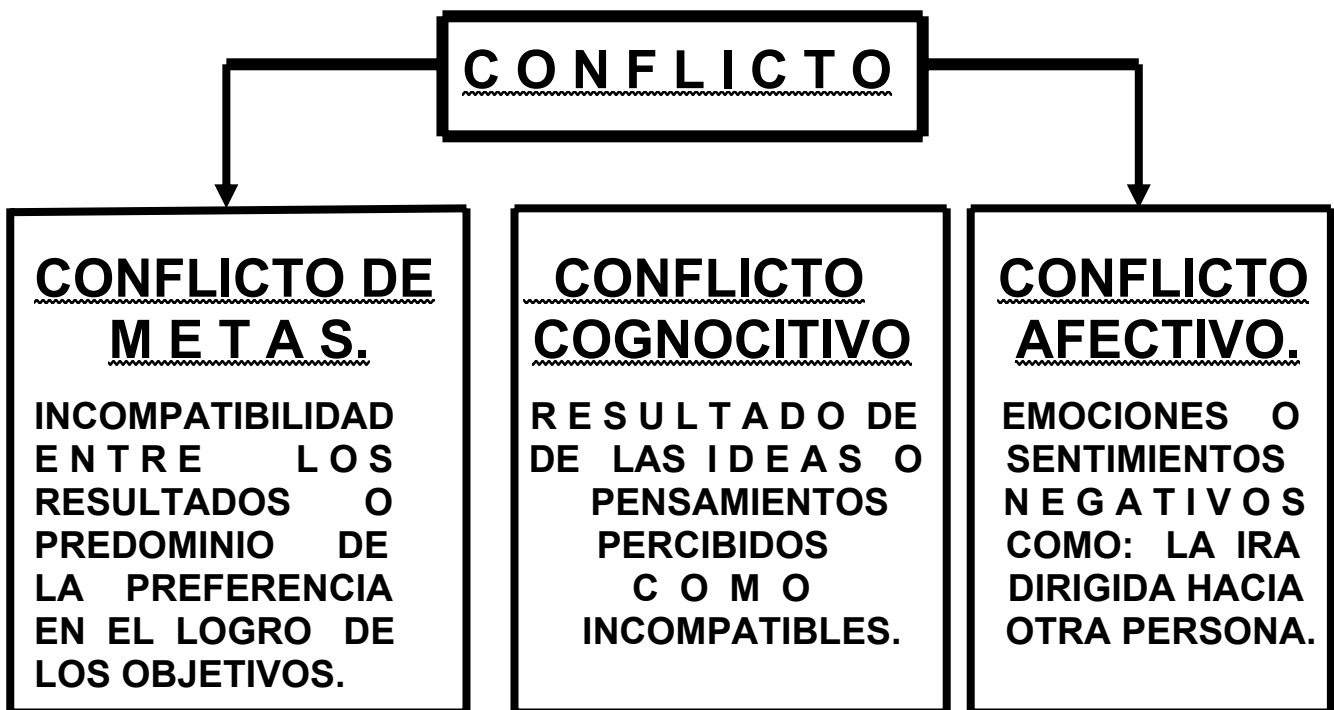 C O N F L I C T O
CONFLICTO DE
M E T A S.
INCOMPATIBILIDAD
E N T R E L O S
RESULTADOS O
PREDOMINIO DE
LA PREFERENCIA
EN EL LOGRO DE
LOS OBJETIVOS.
CONFLICTO
COGNOCITIVO
R E S U L T A D O DE
DE LAS I D E A S O
PENSAMIENTOS
PERCIBIDOS
C O M O
INCOMPATIBLES.
CONFLICTO
AFECTIVO.
EMOCIONES O
SENTIMIENTOS
N E G A T I V O S
COMO: LA IRA
DIRIGIDA HACIA
OTRA PERSONA.